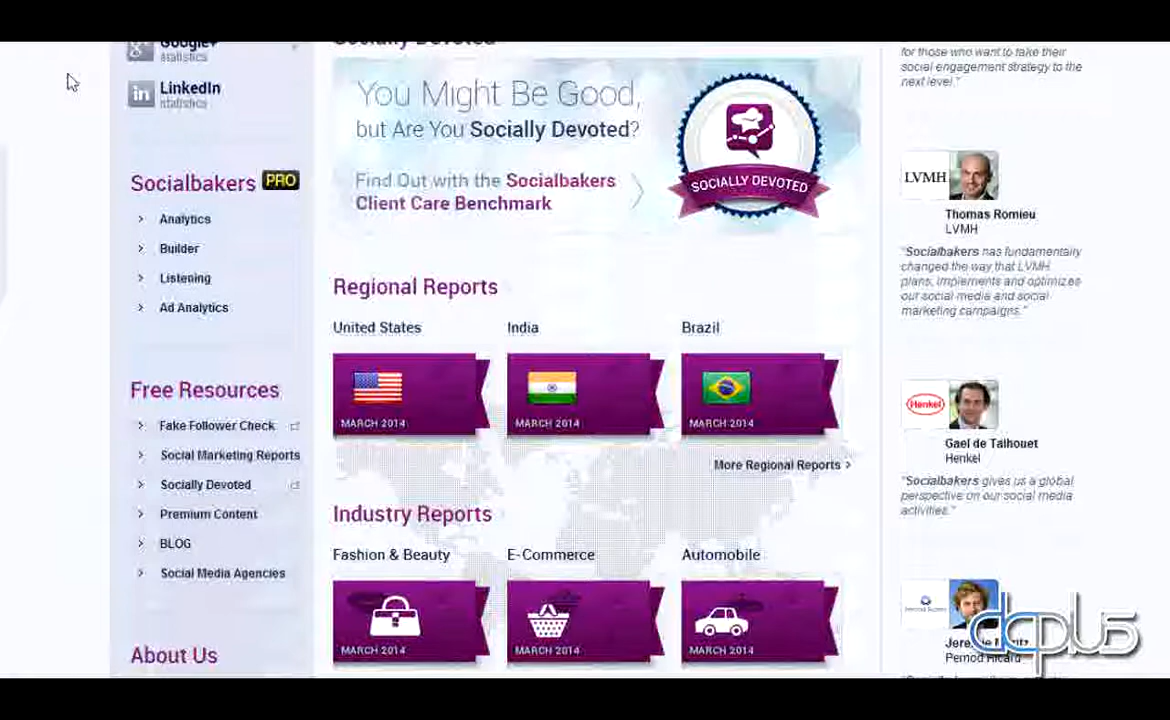 Google+
statistics
LinkedIn
statistics
Socialbakers PRO
Analytics
Builder
Listening
Ad Analytics
Free Resources
Fake Follower Check
Social Marketing Reports
Socially Devoted
Premium Content
BLOG
Social Media Agencies
About Us
Socially Devoted
You Might Be Good,
but Are You Socially Devoted?
Find Out with the Socialbakers
Client Care Benchmark
SOCIALLY DEVOTED
Regional Reports
United States
India
Brazil
MARCH 2014
MARCH 2014
MARCH 2014
More Regional Reports
Industry Reports
Fashion & Beauty
E-Commerce
Automobile
MARCH 2014
MARCH 2014
MARCH 2014
for those who want to take their
social engagement strategy to the
next level."
LVMH
Thomas Romieu
LVMH
"Socialbakers has fundamentally
changed the way that LVMH
plans, implements and optimizes
our social media and social
marketing campaigns."
Henkel
Gael de Talhouet
Henkel
"Socialbakers gives us a global
perspective on our social media
activities."
Pernod Ricard
dcplus